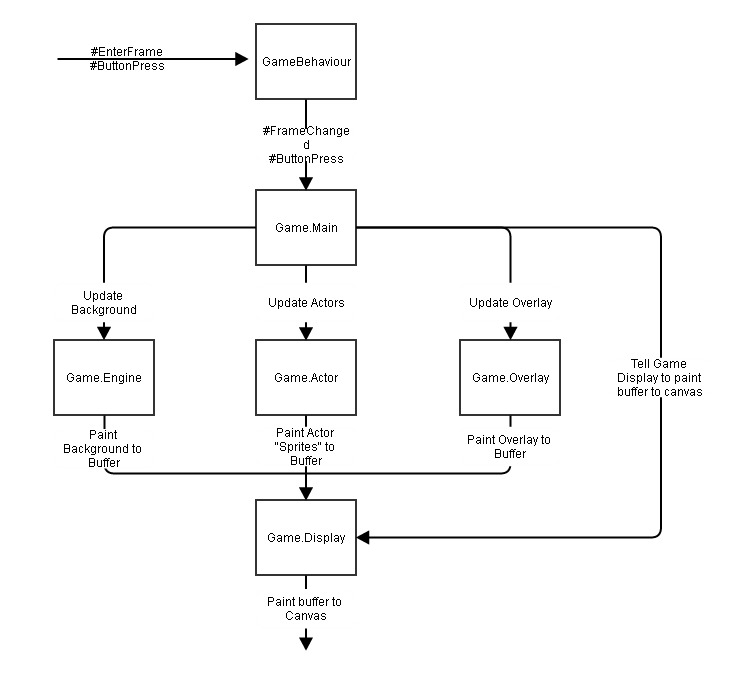 #EnterFrame
#ButtonPress
GameBehaviour
#FrameChange
d
#ButtonPress
Game.Main
Update
Background
Update Actors
Update Overlay
Game.Engine
Game.Actor
Game.Overlay
Tell Game
Display to paint
buffer to canvas
Paint
Background to
Buffer
Paint Actor
"Sprites" to
Buffer
Paint Overlay to
Buffer
Game.Display
Paint buffer to
Canvas